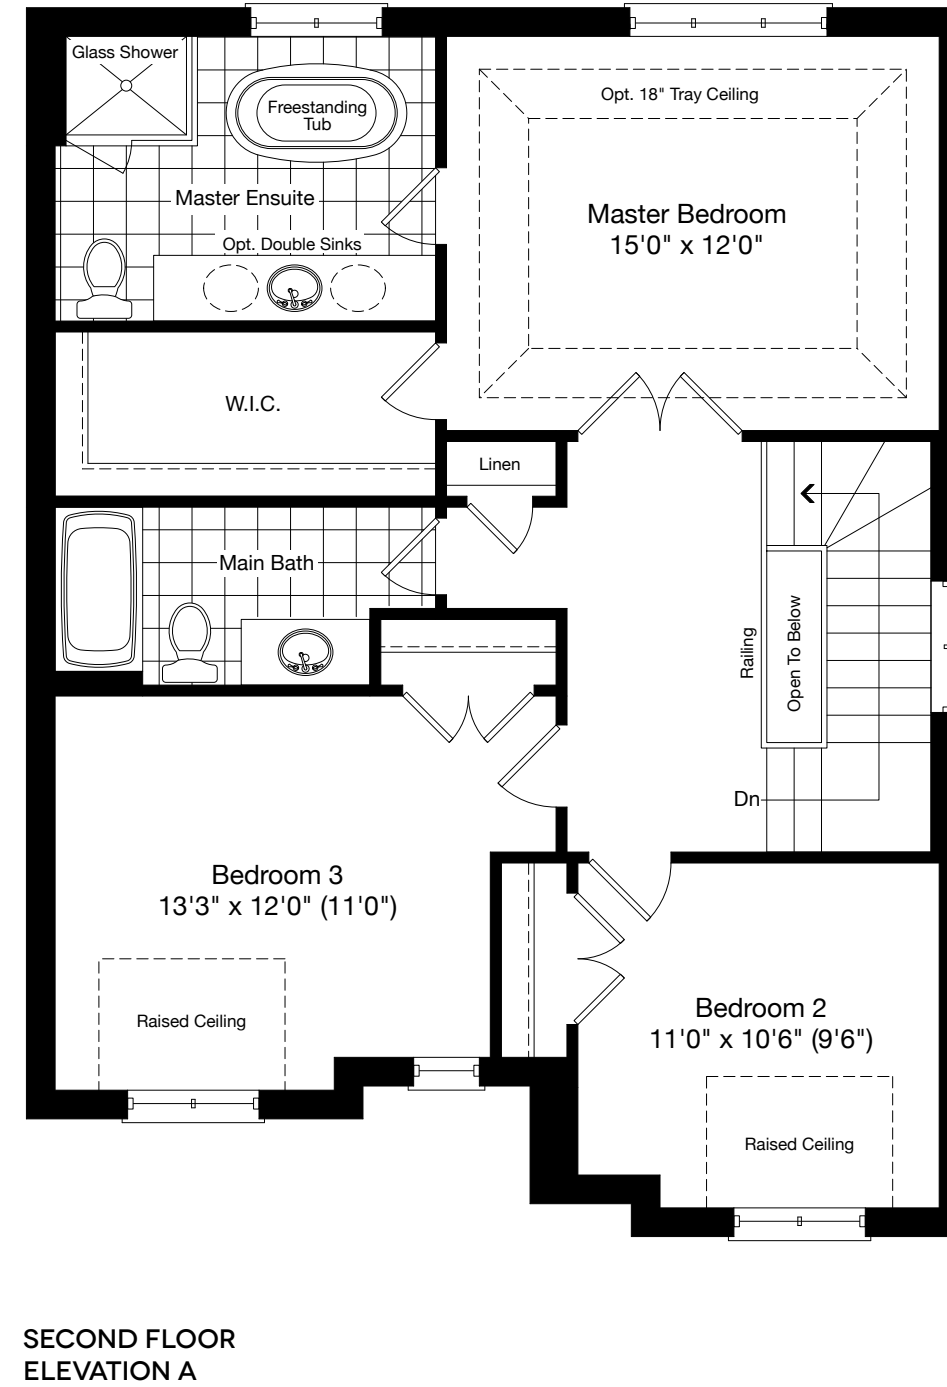 Glass Shower
Freestanding
Tub
Opt. 18" Tray Ceiling
Master Ensuite
Master Bedroom
15'0" x 12'0"
Opt. Double Sinks
W.I.C.
Linen
Main Bath
Railing
Open To Below
Dn
Bedroom 3
13'3" x 12'0" (11'0")
Raised Ceiling
Bedroom 2
11'0" x 10'6" (9'6")
Raised Ceiling
SECOND FLOOR
ELEVATION A